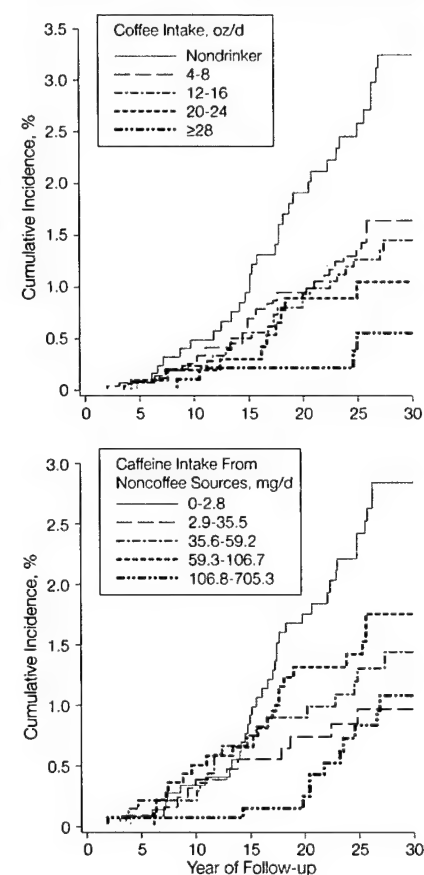 3.5
3.0
2.5
2.0
1.5
1.0
0.5
0
Cumulative Incidence, %
Coffee Intake, oz/d
Nondrinker
4-8
12-16
20-24
≥28
0 5 10 15 20 25 30
3.0
2.5
2.0
1.5
1.0
0.5
0
Cumulative Incidence, %
Caffeine Intake From
Noncoffee Sources, mg/d
0-2.8
2.9-35.5
35.6-59.2
59.3-106.7
106.8-705.3
0 5 10 15 20 25 30
Year of Follow-up